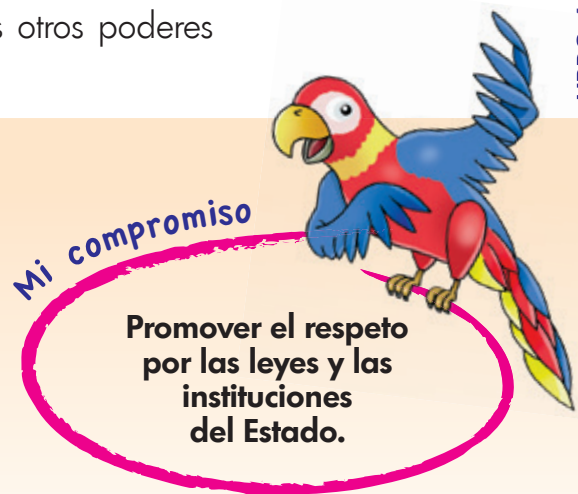 otros poderes
Mi compromiso
Promover el respeto
por las leyes y las
instituciones
del Estado.